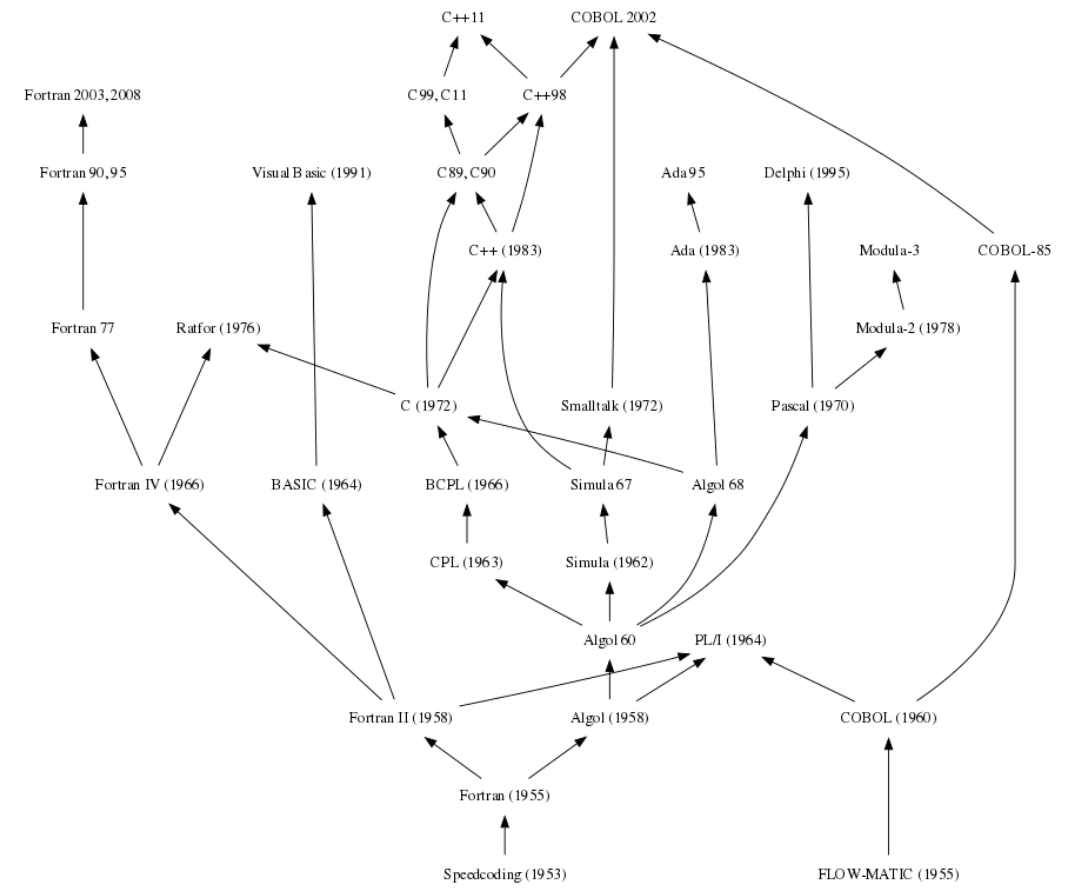 C++11
COBOL 2002
Fortran 2003,2008
C99,C11
C++98
Fortran 90,95
Visual Basic (1991)
C89,C90
Ada 95
Delphi (1995)
C++ (1983)
Ada (1983)
Modula-3
COBOL-85
Fortran 77
Ratfor (1976)
Modula-2 (1978)
C (1972)
Smalltalk (1972)
Pascal (1970)
Fortran IV (1966)
BASIC (1964)
BCPL (1966)
Simula 67
Algol 68
CPL (1963)
Simula (1962)
Algol 60
PL/I (1964)
Fortran II (1958)
Algol (1958)
COBOL (1960)
Fortran (1955)
Speedcoding (1953)
FLOW-MATIC (1955)